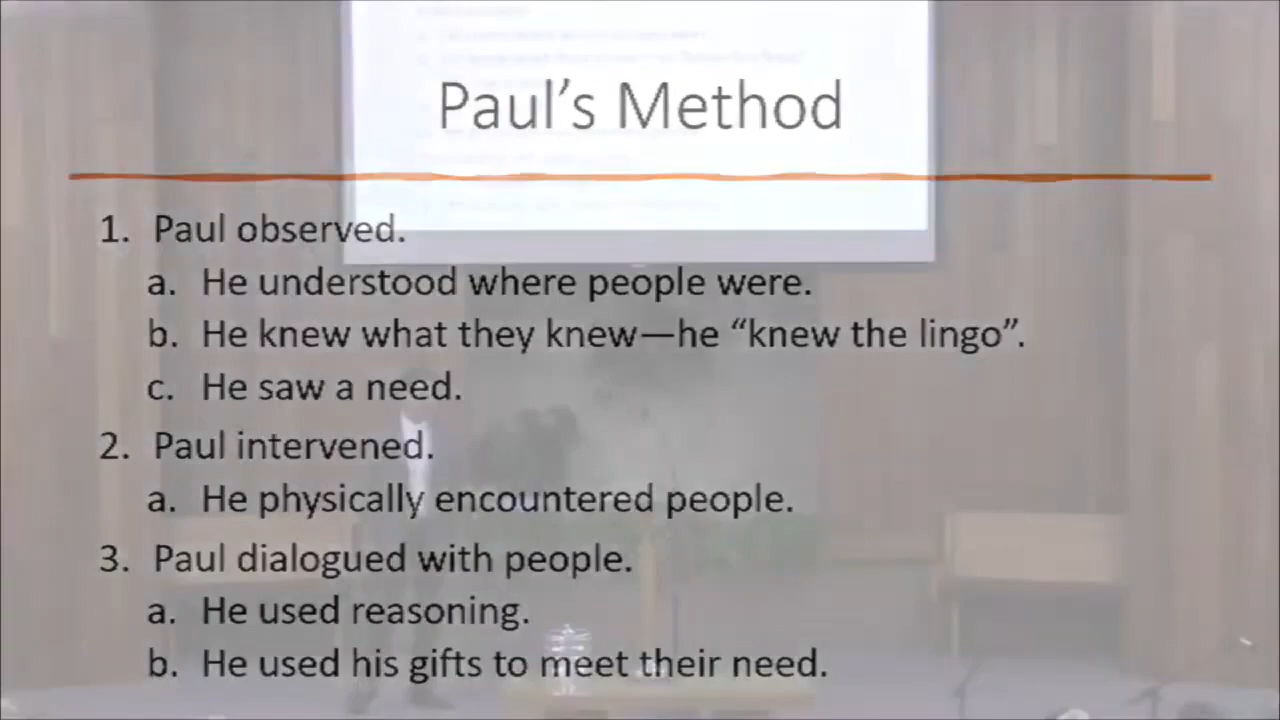 Paul's Method
1. Paul observed.
a. He understood where people were.
b. He knew what they knew—he “knew the lingo”.
c. He saw a need.
2. Paul intervened.
a. He physically encountered people.
3. Paul dialogued with people.
a. He used reasoning.
b. He used his gifts to meet their need.